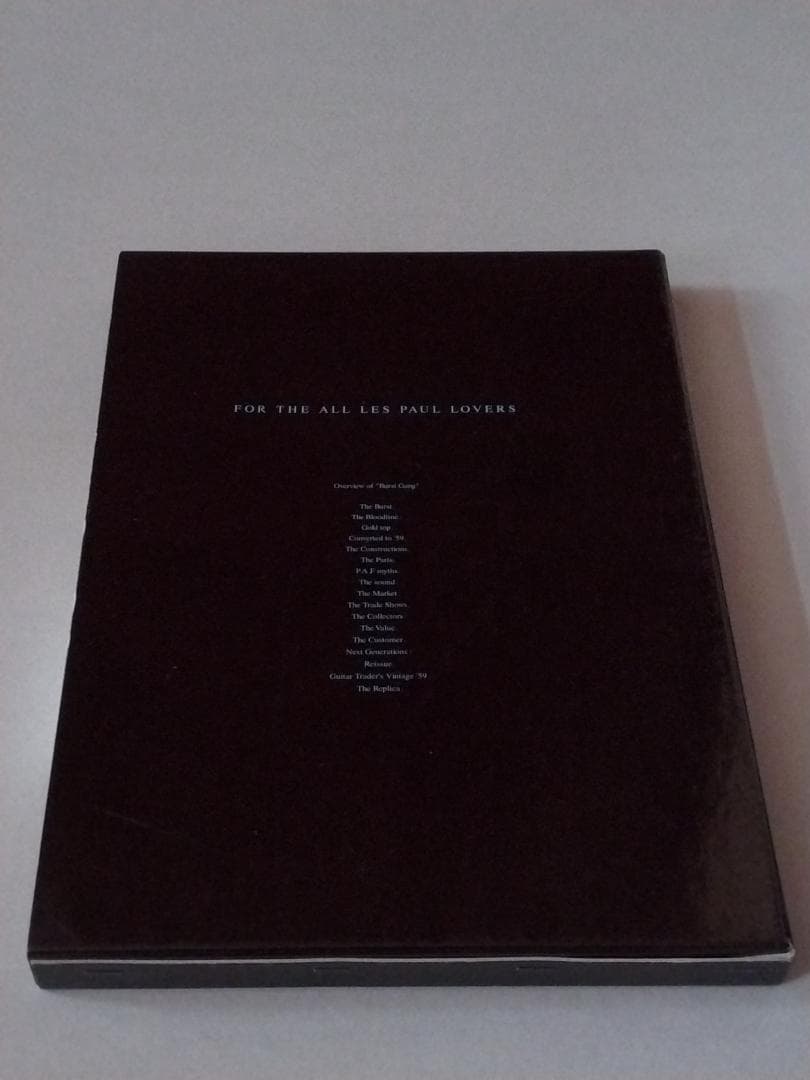 FOR THE ALL LES PAUL LOVERS
Overview of "Burst Gang"
The Burst.
The Bloodline.
Gold top.
Converted to '59.
The Constructions.
The Parts.
P.A.F myths.
The sound.
The Market.
The Trade Shows.
The Collectors.
The Value.
The Customer.
Next Generations.
Reissue.
Guitar Trader's Vintage '59
The Replica.